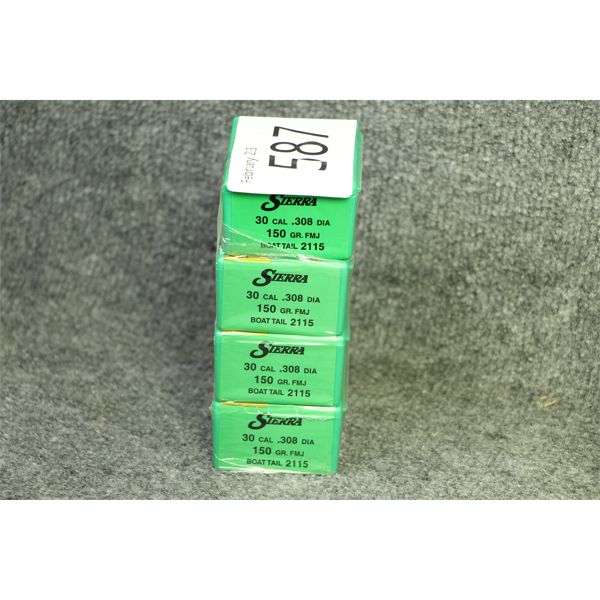 February 23
587
SIERRA
30 CAL .308 DIA
150 GR. FMJ
BOAT TAIL 2115
SIERRA
30 CAL .308 DIA
150 GR. FMJ
BOAT TAIL 2115
SIERRA
30 CAL .308 DIA
150 GR. FMJ
BOAT TAIL 2115
SIERRA
30 CAL .308 DIA
150 GR. FMJ
BOAT TAIL 2115